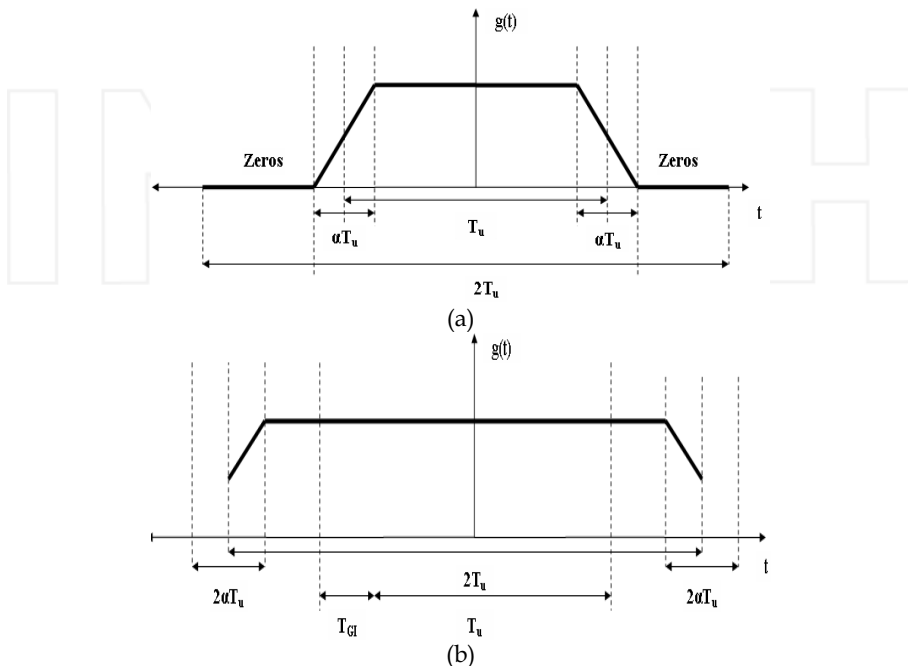 g(t)
Zeros
Zeros
t
αTu
Tu
αTu
2Tu
(a)
g(t)
t
2αTu
2Tu
2αTu
TGI
Tu
(b)